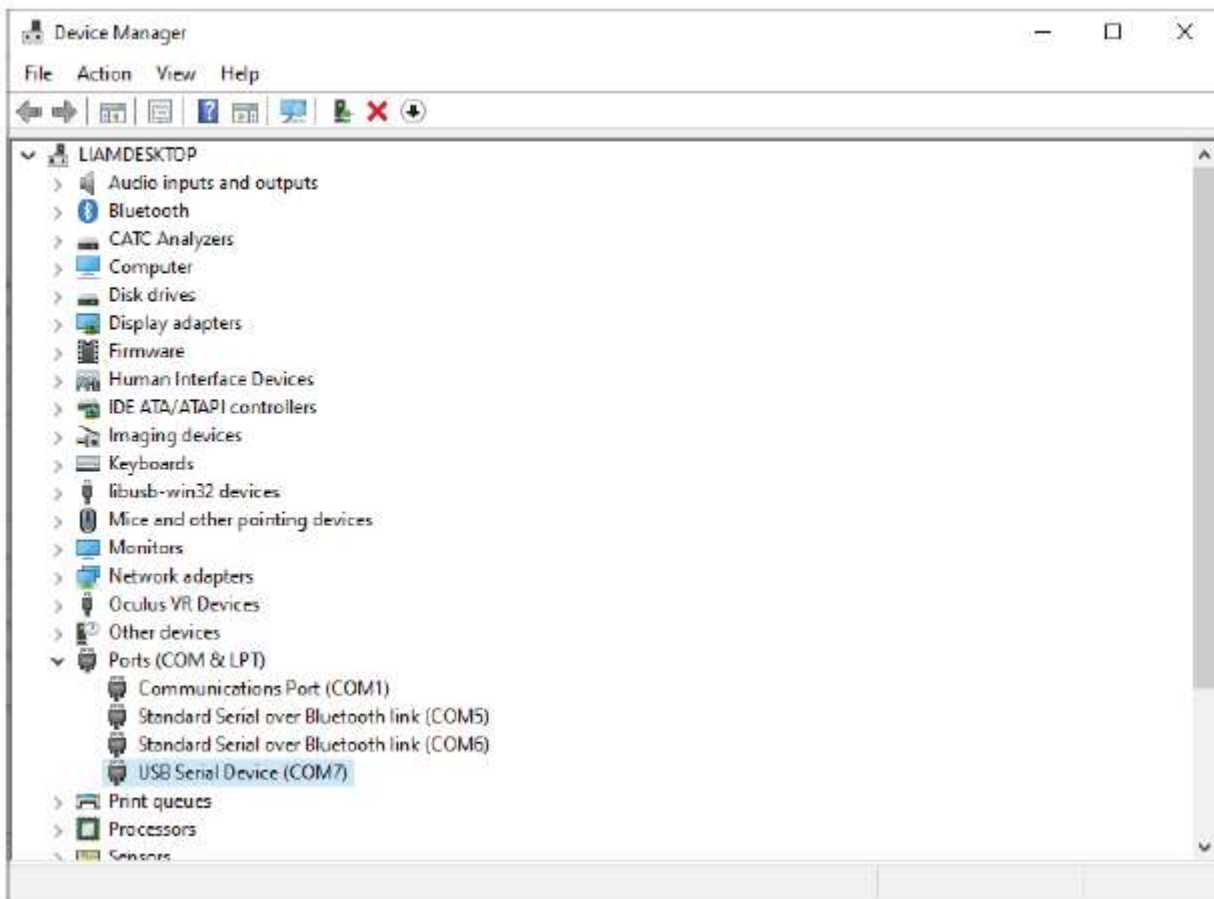 Device Manager
File Action View Help
LIAMDESKTOP
Audio inputs and outputs
Bluetooth
CATC Analyzers
Computer
Disk drives
Display adapters
Firmware
Human Interface Devices
IDE ATA/ATAPI controllers
Imaging devices
Keyboards
libusb-win32 devices
Mice and other pointing devices
Monitors
Network adapters
Oculus VR Devices
Other devices
Ports (COM & LPT)
Communications Port (COM1)
Standard Serial over Bluetooth link (COM5)
Standard Serial over Bluetooth link (COM6)
USB Serial Device (COM7)
Print queues
Processors
Sensors